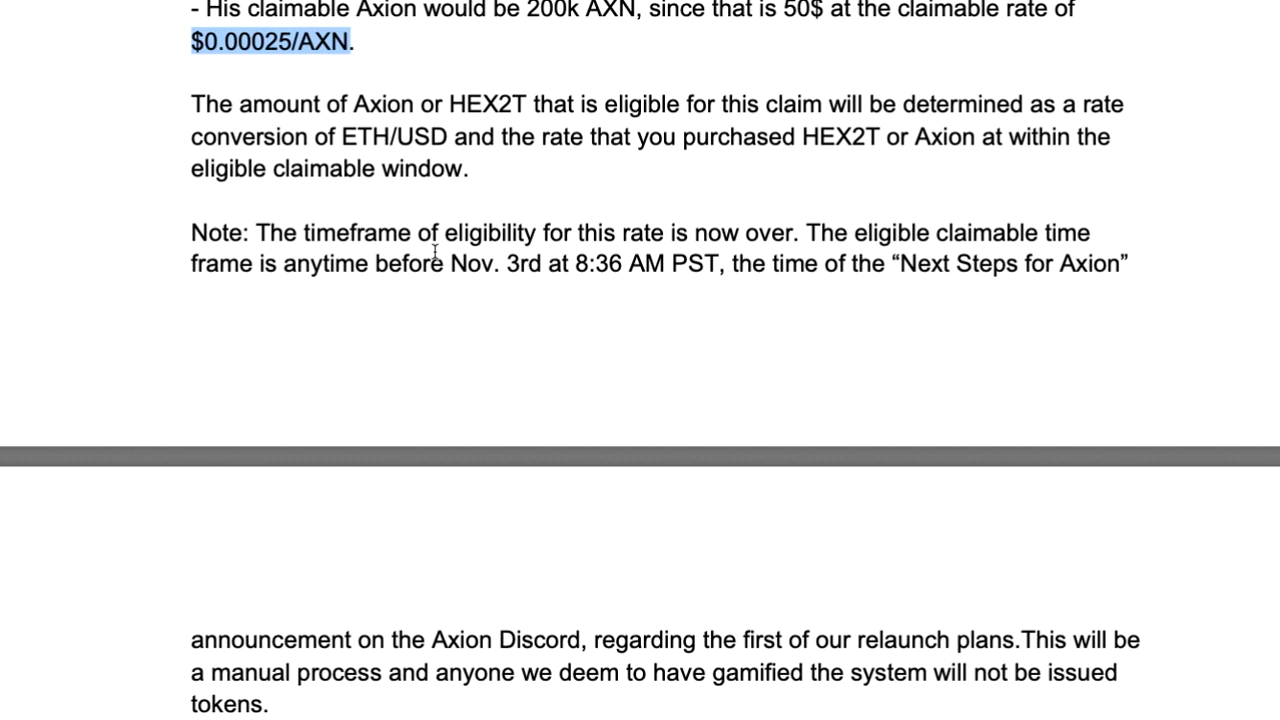 - His claimable Axion would be 200k AXN, since that is 50$ at the claimable rate of
$0.00025/AXN.
The amount of Axion or HEX2T that is eligible for this claim will be determined as a rate
conversion of ETH/USD and the rate that you purchased HEX2T or Axion at within the
eligible claimable window.
Note: The timeframe of eligibility for this rate is now over. The eligible claimable time
frame is anytime before Nov. 3rd at 8:36 AM PST, the time of the “Next Steps for Axion”
announcement on the Axion Discord, regarding the first of our relaunch plans.This will be
a manual process and anyone we deem to have gamified the system will not be issued
tokens.